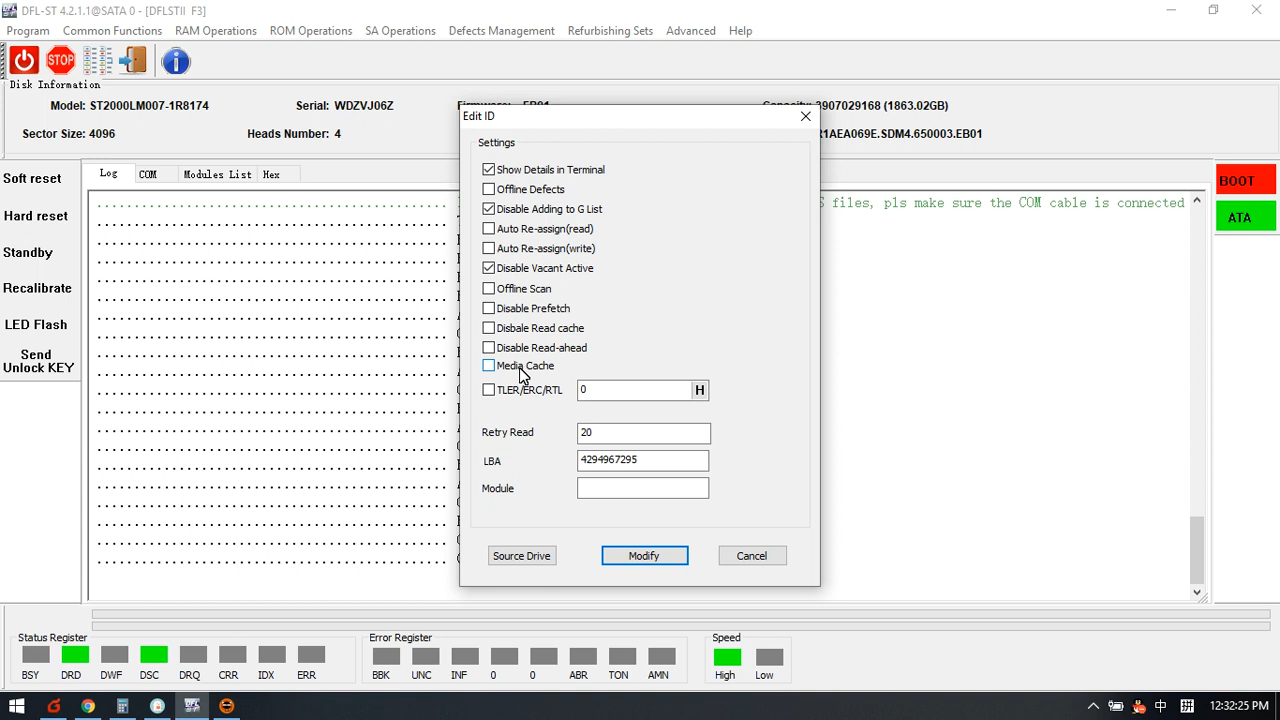 DFL-ST 4.2.1.1@SATA 0 - [DFLSTII F3]
Program Common Functions RAM Operations ROM Operations SA Operations Defects Management Refurbishing Sets Advanced Help
STOP
Disk Information
Model: ST2000LM007-1R8174 Serial: WDZVJ06Z 3907029168 (1863.02GB)
Sector Size: 4096 Heads Number: 4 R1AEA069E.SDM4.650003.EB01
Edit ID
Settings
Log COM Modules List Hex
Soft reset
Hard reset
Standby
Recalibrate
LED Flash
Send
Unlock KEY
S files, pls make sure the COM cable is connected
BOOT
ATA
Show Details in Terminal
Offline Defects
Disable Adding to G List
Auto Re-assign(read)
Auto Re-assign(write)
Disable Vacant Active
Offline Scan
Disable Prefetch
Disbale Read cache
Disable Read-ahead
Media Cache
TLER/ERC/RTL 0 H
Retry Read 20
LBA 4294967295
Module
Source Drive Modify Cancel
Status Register Error Register Speed
BSY DRD DWF DSC DRQ CRR IDX ERR BBK UNC INF 0 0 ABR TON AMN High Low
中 拼 12:32:25 PM